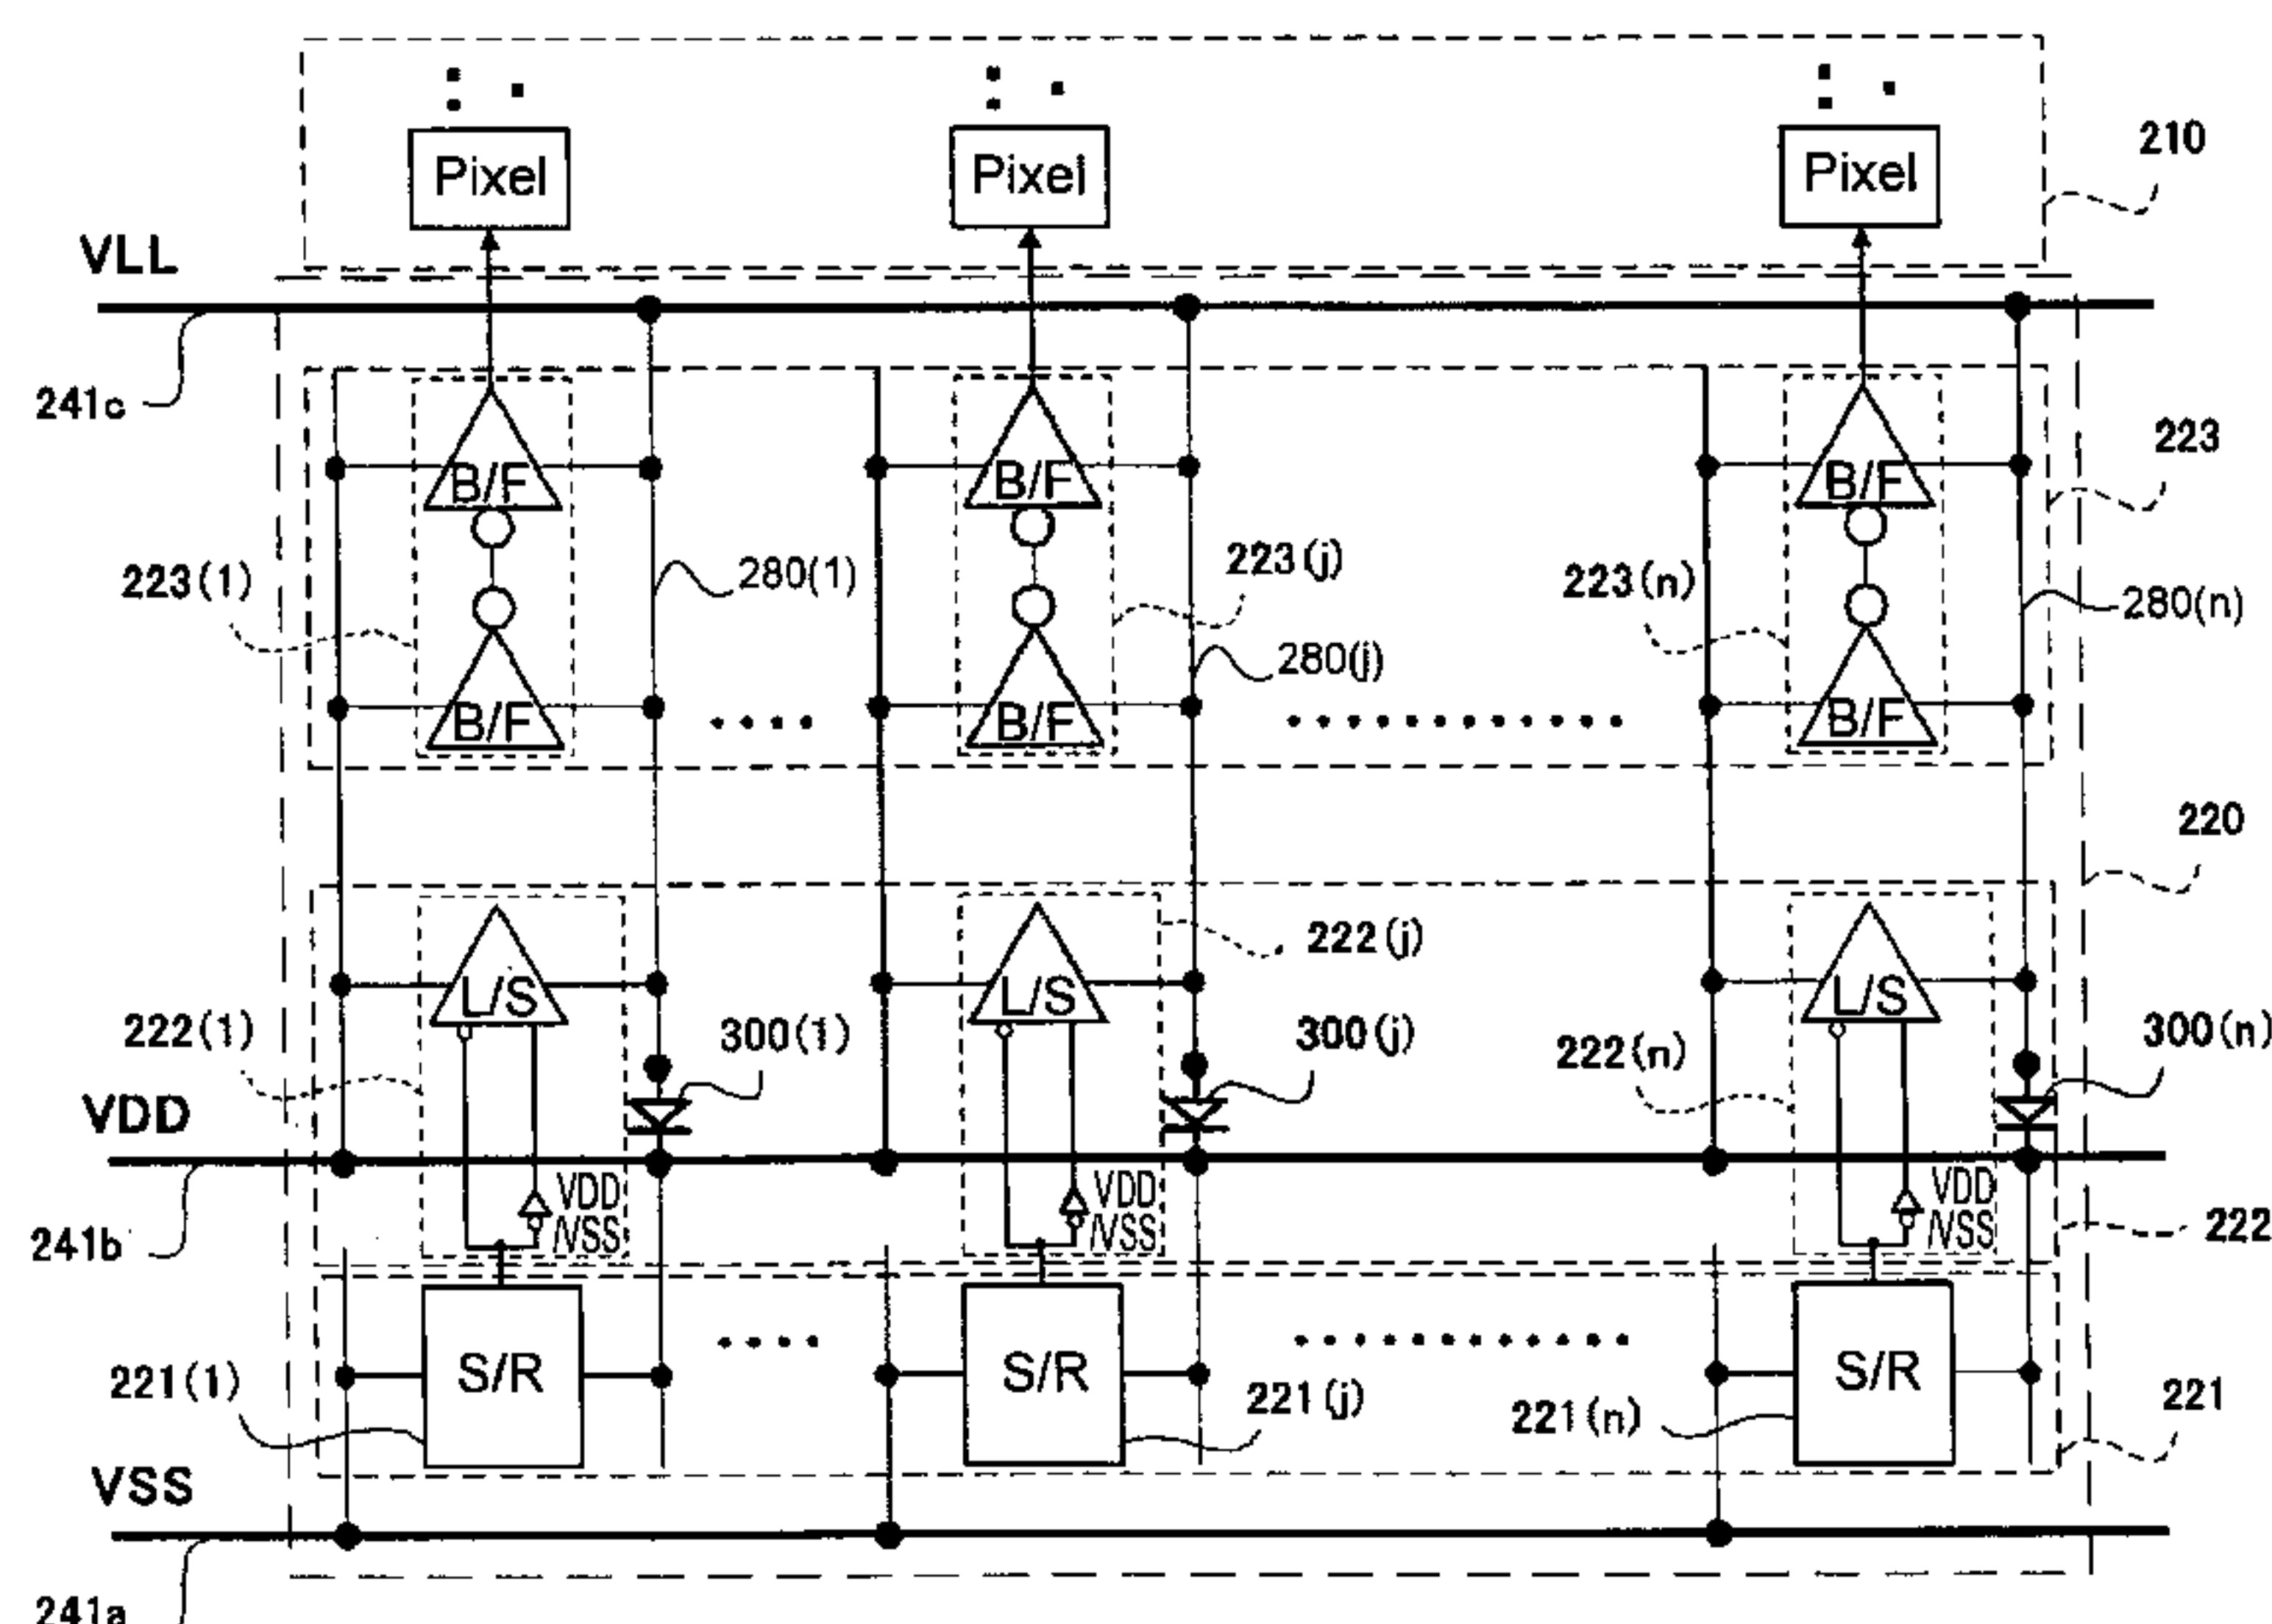 Pixel Pixel Pixel
210
VLL
241c
B/F B/F B/F
223
223(1) 280(1) 223(j) 223(n) 280(n)
280(j)
B/F B/F B/F
220
222(j)
L/S L/S L/S
222(1) 300(1) 300(j) 222(n) 300(n)
VDD
VDD VDD VDD
/VSS /VSS /VSS
241b 222
S/R S/R S/R
221(1) 221(j) 221(n) 221
VSS
241a